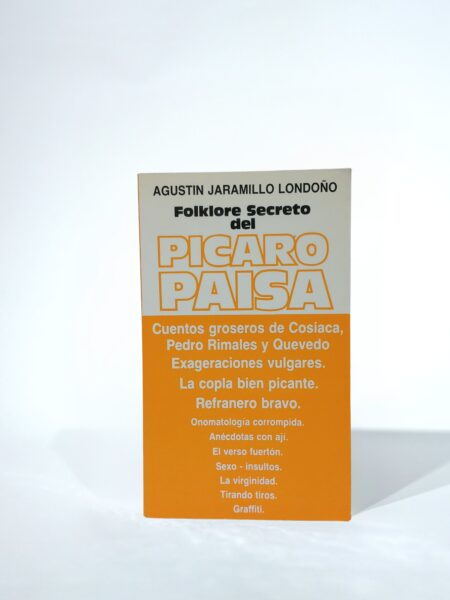 AGUSTIN JARAMILLO LONDOÑO
Folklore Secreto
del
PICARO
PAISA
Cuentos groseros de Cosiaca,
Pedro Rimales y Quevedo
Exageraciones vulgares.
La copla bien picante.
Refranero bravo.
Onomatología corrompida.
Anécdotas con ají.
El verso fuertón.
Sexo - insultos.
La virginidad.
Tirando tiros.
Graffiti.